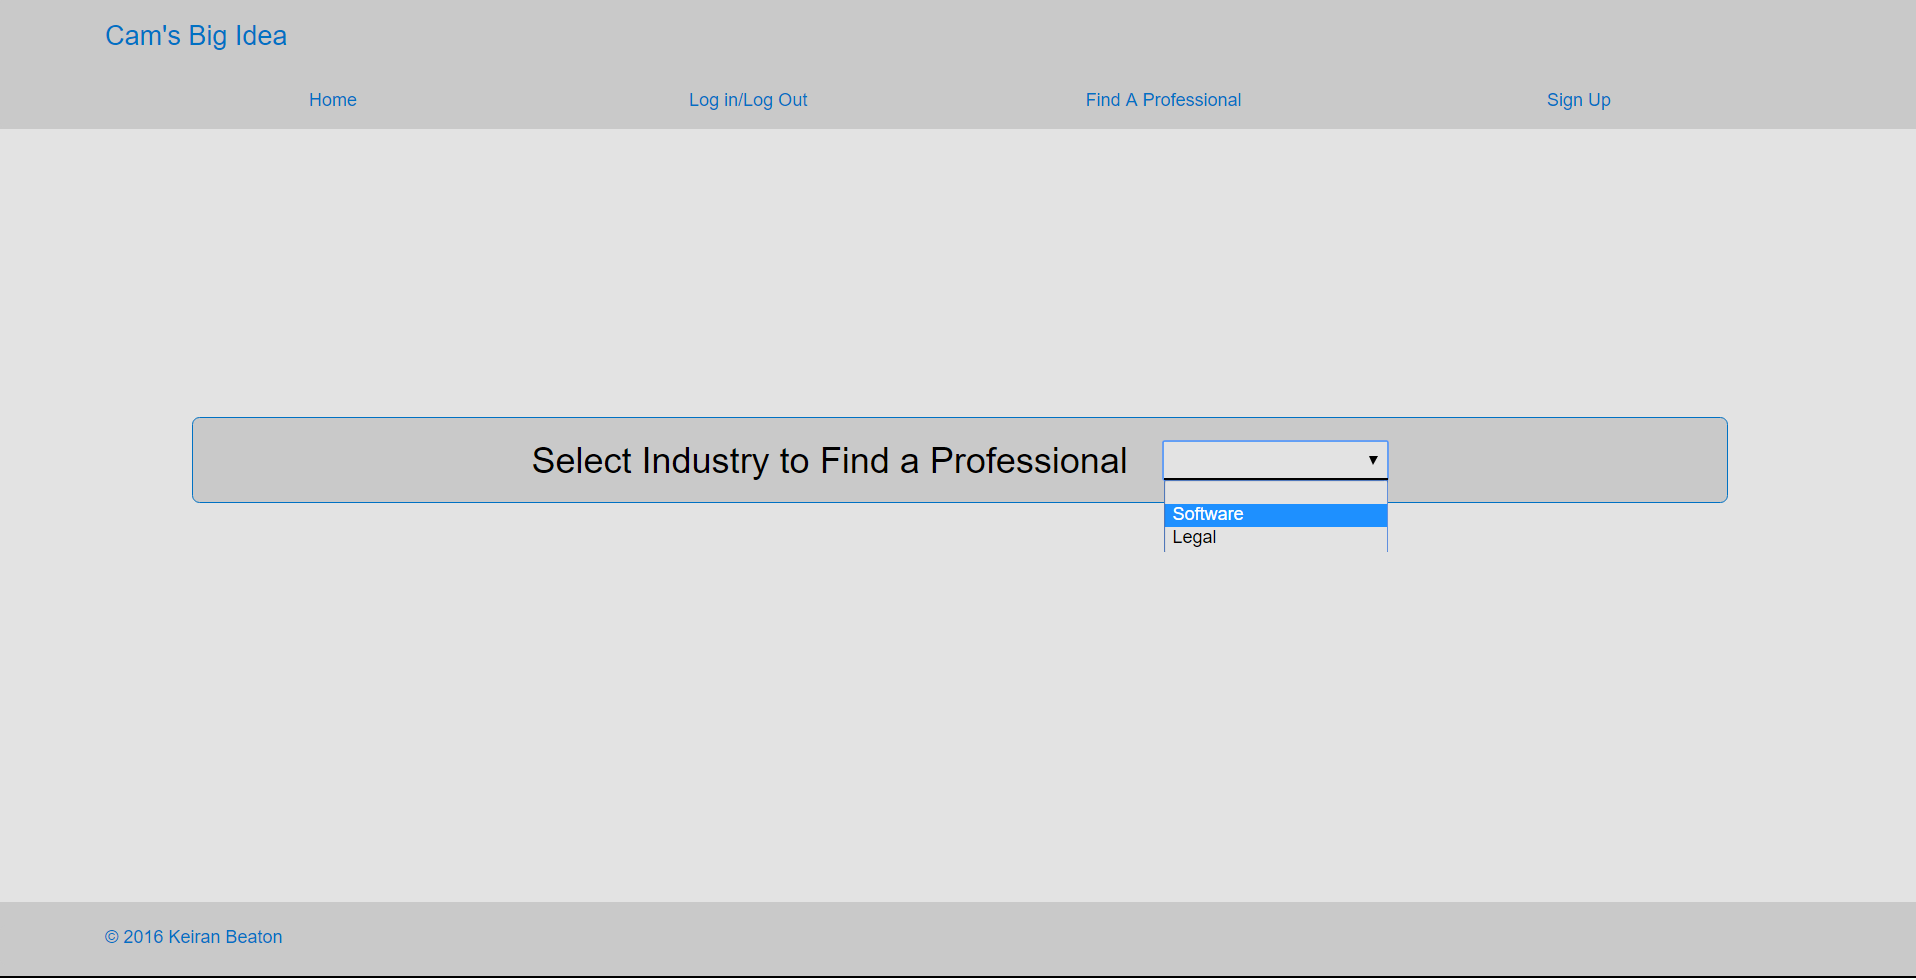 Cam's Big Idea
Home Log in/Log Out Find A Professional Sign Up
Select Industry to Find a Professional
Software
Legal
© 2016 Keiran Beaton